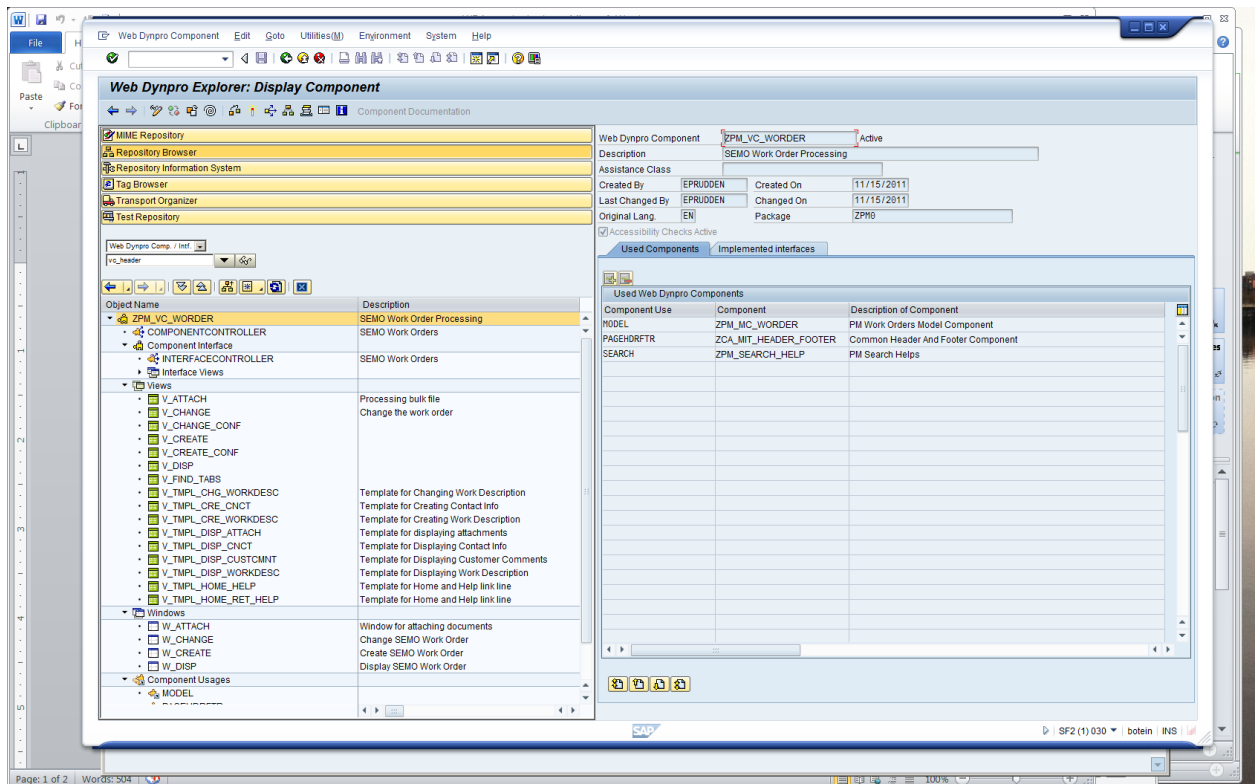 File
Paste
Clipboar
Web Dynpro Component Edit Goto Utilities(M) Environment System Help
Web Dynpro Explorer: Display Component
Component Documentation
MIME Repository
Repository Browser
Repository Information System
Tag Browser
Transport Organizer
Test Repository
Web Dynpro Comp. / Intf.
vc_header
Object Name Description
ZPM_VC_WORDER SEMO Work Order Processing
COMPONENTCONTROLLER SEMO Work Orders
Component Interface
INTERFACECONTROLLER SEMO Work Orders
Interface Views
Views
V_ATTACH Processing bulk file
V_CHANGE Change the work order
V_CHANGE_CONF
V_CREATE
V_CREATE_CONF
V_DISP
V_FIND_TABS
V_TMPL_CHG_WORKDESC Template for Changing Work Description
V_TMPL_CRE_CNCT Template for Creating Contact Info
V_TMPL_CRE_WORKDESC Template for Creating Work Description
V_TMPL_DISP_ATTACH Template for displaying attachments
V_TMPL_DISP_CNCT Template for Displaying Contact Info
V_TMPL_DISP_CUSTCMNT Template for Displaying Customer Comments
V_TMPL_DISP_WORKDESC Template for Displaying Work Description
V_TMPL_HOME_HELP Template for Home and Help link line
V_TMPL_HOME_RET_HELP Template for Home and Help link line
Windows
W_ATTACH Window for attaching documents
W_CHANGE Change SEMO Work Order
W_CREATE Create SEMO Work Order
W_DISP Display SEMO Work Order
Component Usages
MODEL
Web Dynpro Component ZPM_VC_WORDER Active
Description SEMO Work Order Processing
Assistance Class
Created By EPRUDDEN Created On 11/15/2011
Last Changed By EPRUDDEN Changed On 11/15/2011
Original Lang. EN Package ZPM0
Accessibility Checks Active
Used Components Implemented interfaces
Used Web Dynpro Components
Component Use Component Description of Component
MODEL ZPM_MC_WORDER PM Work Orders Model Component
PAGEHDRFTR ZCA_MIT_HEADER_FOOTER Common Header And Footer Component
SEARCH ZPM_SEARCH_HELP PM Search Helps
SAP
SF2 (1) 030 botein INS
Page: 1 of 2 Words: 504 100%